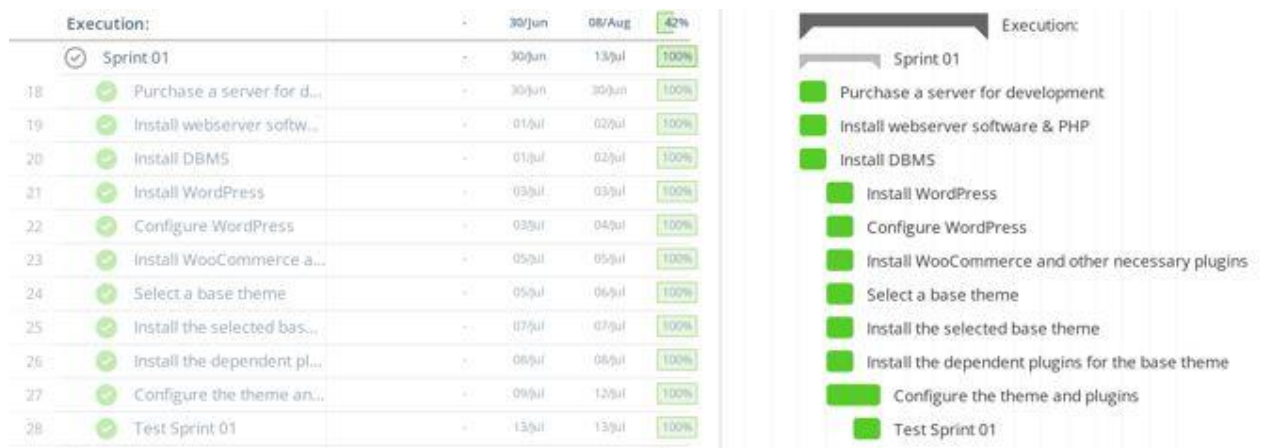 Execution: - 30/Jun 08/Aug 42% Execution:
Sprint 01 - 30/Jun 13/Jul 100% Sprint 01
18 Purchase a server for d... - 30/Jun 30/Jun 100% Purchase a server for development
19 Install webserver softw... - 01/Jul 02/Jul 100% Install webserver software & PHP
20 Install DBMS - 01/Jul 02/Jul 100% Install DBMS
21 Install WordPress - 03/Jul 03/Jul 100% Install WordPress
22 Configure WordPress - 03/Jul 04/Jul 100% Configure WordPress
23 Install WooCommerce a... - 05/Jul 05/Jul 100% Install WooCommerce and other necessary plugins
24 Select a base theme - 05/Jul 06/Jul 100% Select a base theme
25 Install the selected bas... - 07/Jul 07/Jul 100% Install the selected base theme
26 Install the dependent pl... - 08/Jul 08/Jul 100% Install the dependent plugins for the base theme
27 Configure the theme an... - 09/Jul 12/Jul 100% Configure the theme and plugins
28 Test Sprint 01 - 13/Jul 13/Jul 100% Test Sprint 01